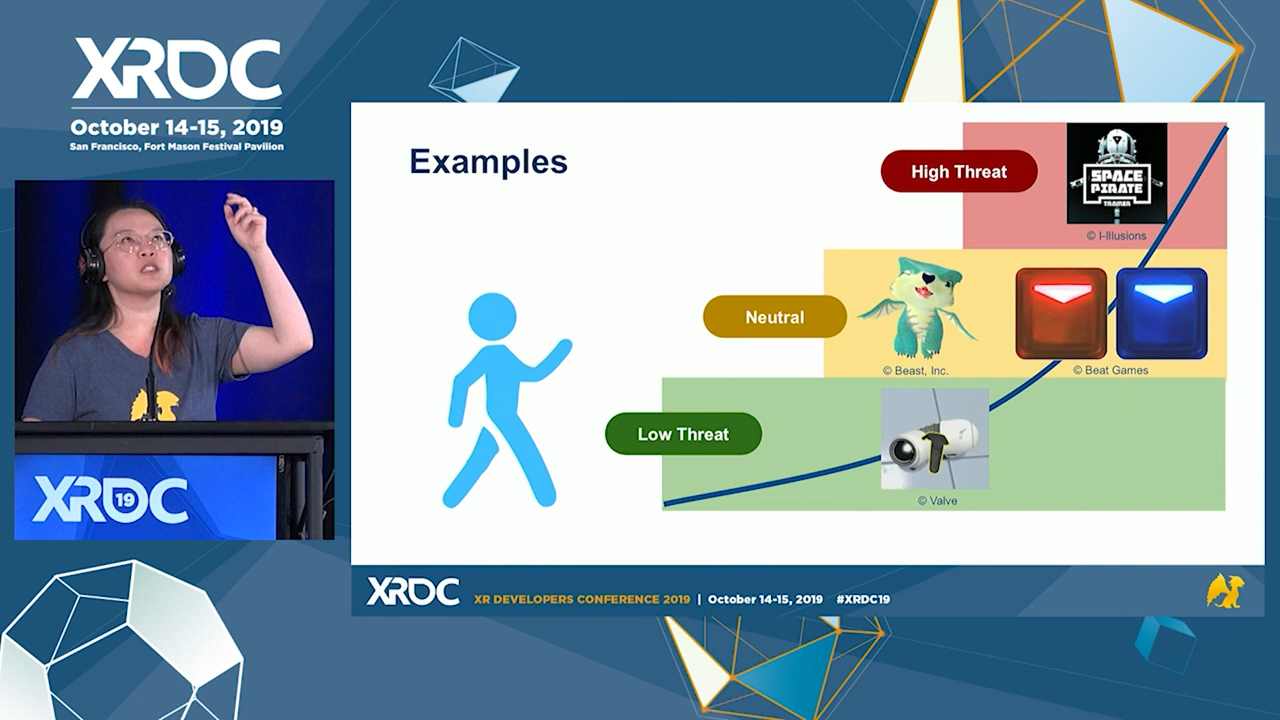 XRDC
October 14-15, 2019
San Francisco, Fort Mason Festival Pavilion
Examples
High Threat
SPACE
PIRATE
TRAINER
© I-Illusions
Neutral
© Beast, Inc.
© Beat Games
Low Threat
© Valve
XRDC
19
XRDC
XR DEVELOPERS CONFERENCE 2019 | October 14-15, 2019 #XRDC19